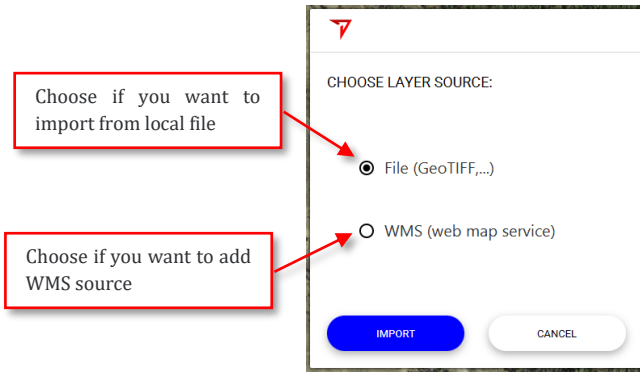 CHOOSE LAYER SOURCE:
Choose if you want to
import from local file
File (GeoTIFF,...)
WMS (web map service)
Choose if you want to add
WMS source
IMPORT
CANCEL